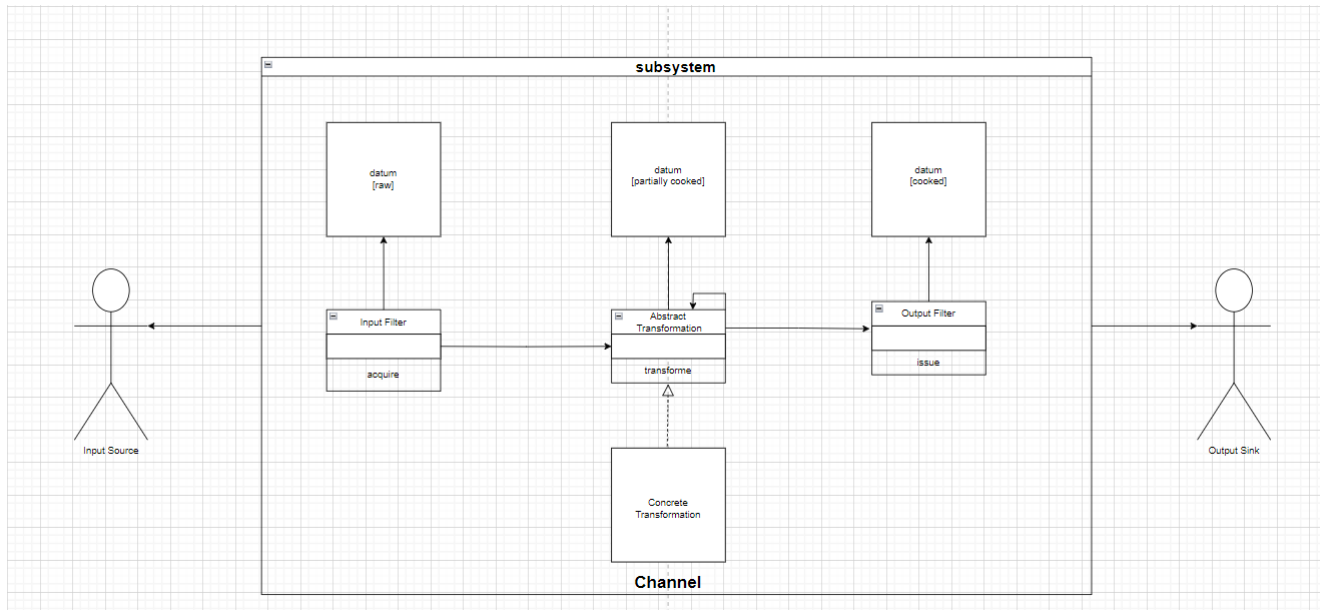 subsystem
datum
[raw]
datum
[partially cooked]
datum
[cooked]
Input Filter
acquire
Abstract
Transformation
transforme
Output Filter
issue
Input Source
Output Sink
Concrete
Transformation
Channel